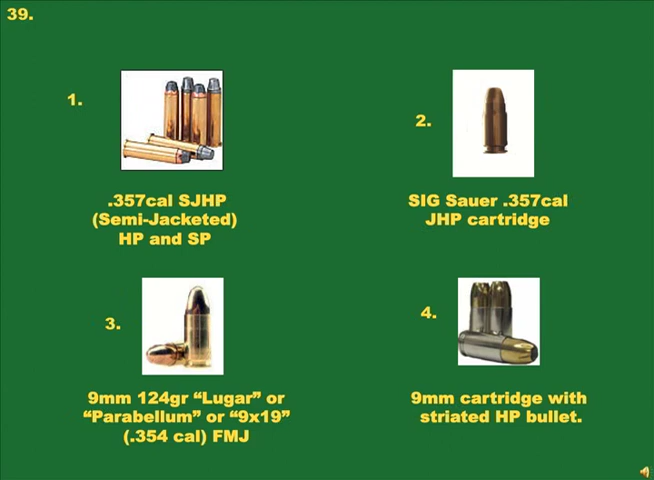 39.
1.
.357cal SJHP
(Semi-Jacketed)
HP and SP
2.
SIG Sauer .357cal
JHP cartridge
3.
9mm 124gr “Lugar” or
“Parabellum” or “9x19”
(.354 cal) FMJ
4.
9mm cartridge with
striated HP bullet.